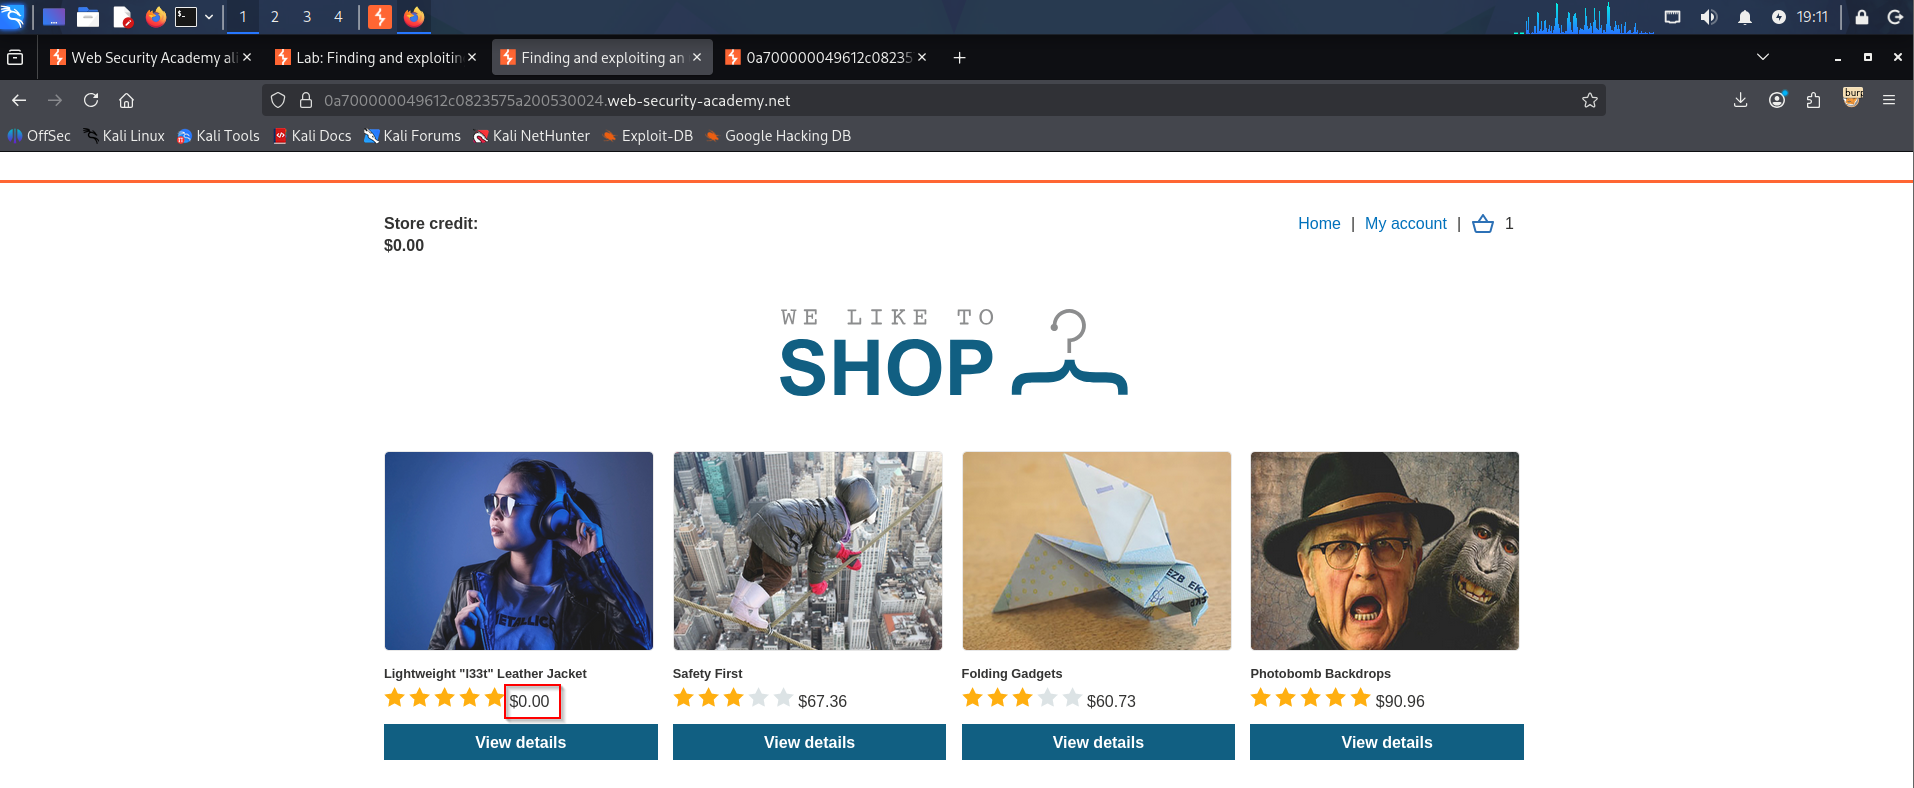 1 2 3 4 19:11
Web Security Academy al
Lab: Finding and exploitin
Finding and exploiting an
0a700000049612c08235
0a700000049612c0823575a200530024.web-security-academy.net
OffSec Kali Linux Kali Tools Kali Docs Kali Forums Kali NetHunter Exploit-DB Google Hacking DB
Store credit:
$0.00
Home | My account | 1
WE LIKE TO
SHOP
Lightweight "l33t" Leather Jacket
$0.00
View details
Safety First
$67.36
View details
Folding Gadgets
$60.73
View details
Photobomb Backdrops
$90.96
View details